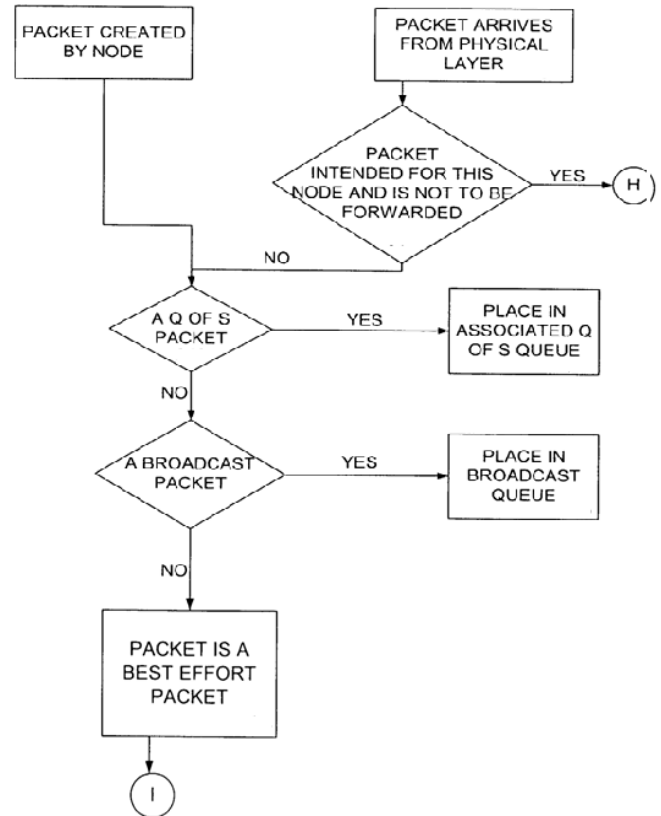 PACKET CREATED
BY NODE
PACKET ARRIVES
FROM PHYSICAL
LAYER
PACKET
INTENDED FOR THIS
NODE AND IS NOT TO BE
FORWARDED
YES
H
NO
A Q OF S
PACKET
YES
PLACE IN
ASSOCIATED Q
OF S QUEUE
NO
A BROADCAST
PACKET
YES
PLACE IN
BROADCAST
QUEUE
NO
PACKET IS A
BEST EFFORT
PACKET
I